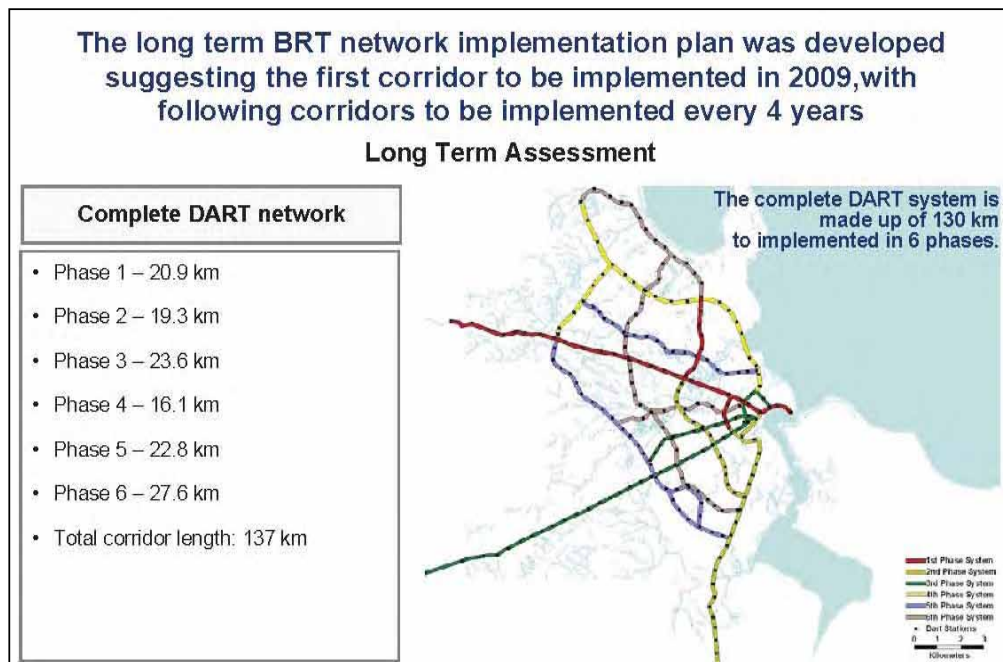 The long term BRT network implementation plan was developed
suggesting the first corridor to be implemented in 2009,with
following corridors to be implemented every 4 years
Long Term Assessment
Complete DART network
• Phase 1 – 20.9 km
• Phase 2 – 19.3 km
• Phase 3 – 23.6 km
• Phase 4 – 16.1 km
• Phase 5 – 22.8 km
• Phase 6 – 27.6 km
• Total corridor length: 137 km
The complete DART system is
made up of 130 km
to implemented in 6 phases.
1st Phase System
2nd Phase System
3rd Phase System
4th Phase System
5th Phase System
6th Phase System
Dart Stations
0 1 2 3
Kilometers